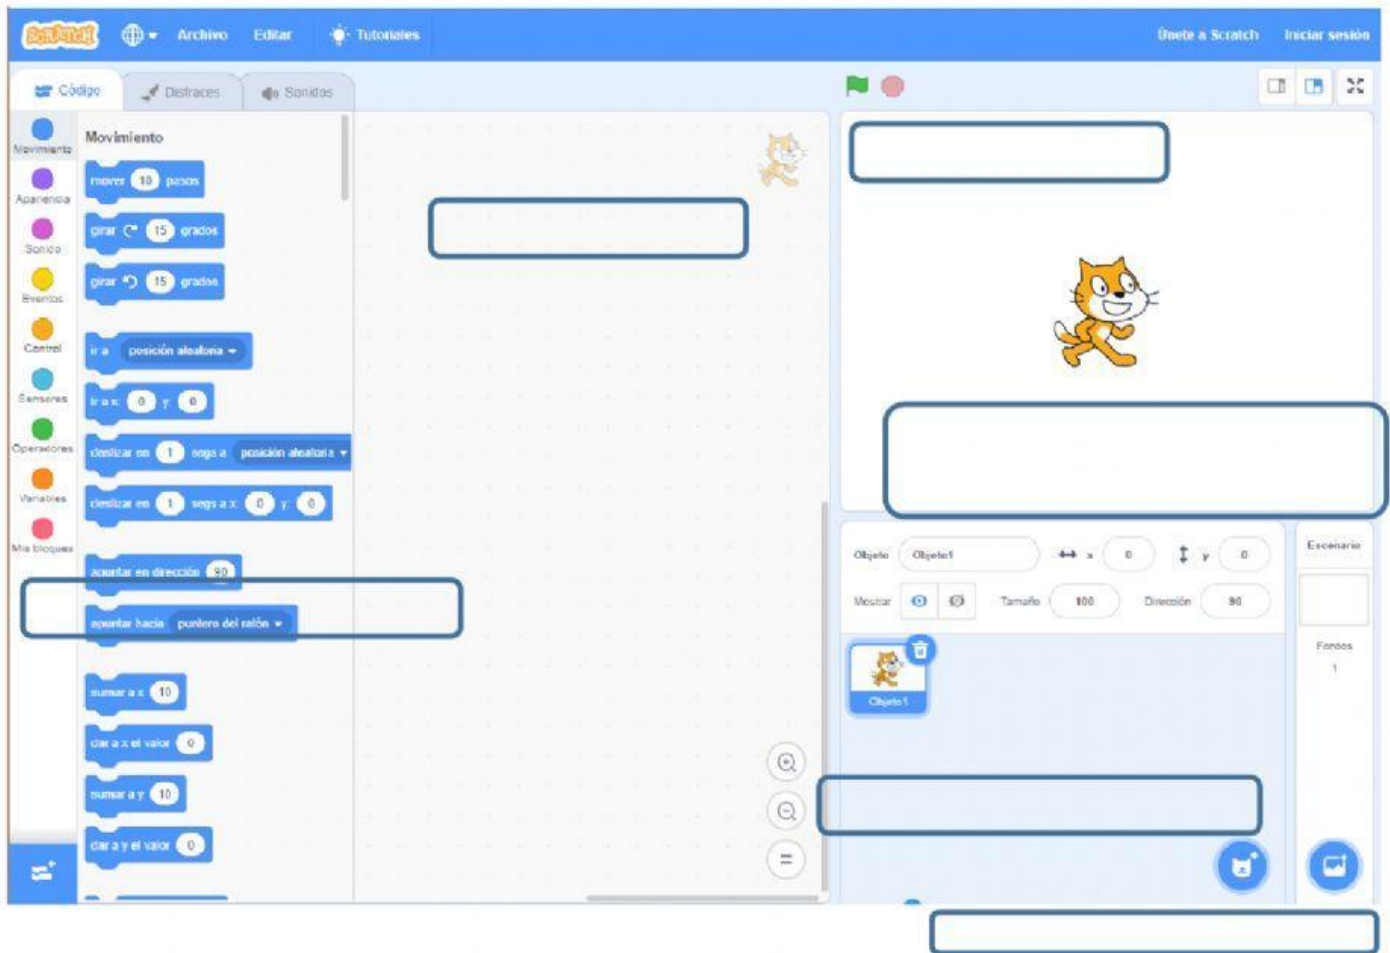 SCRATCH Archivo Editar Tutoriales Únete a Scratch Iniciar sesión
Código Disfraces Sonidos
Movimiento
Apariencia
Sonido
Eventos
Control
Sensores
Operadores
Variables
Mis bloques
Movimiento
mover 10 pasos
girar 15 grados
girar 15 grados
ir a posición aleatoria
ir a x: 0 y: 0
deslizar en 1 segs a posición aleatoria
deslizar en 1 segs a x: 0 y: 0
apuntar en dirección 90
apuntar hacia puntero del ratón
sumar a x 10
dar a x el valor 0
sumar a y 10
dar a y el valor 0
Objeto Objeto1 x 0 y 0
Mostrar Tamaño 100 Dirección 90
Objeto1
Escenario
Fondos
1